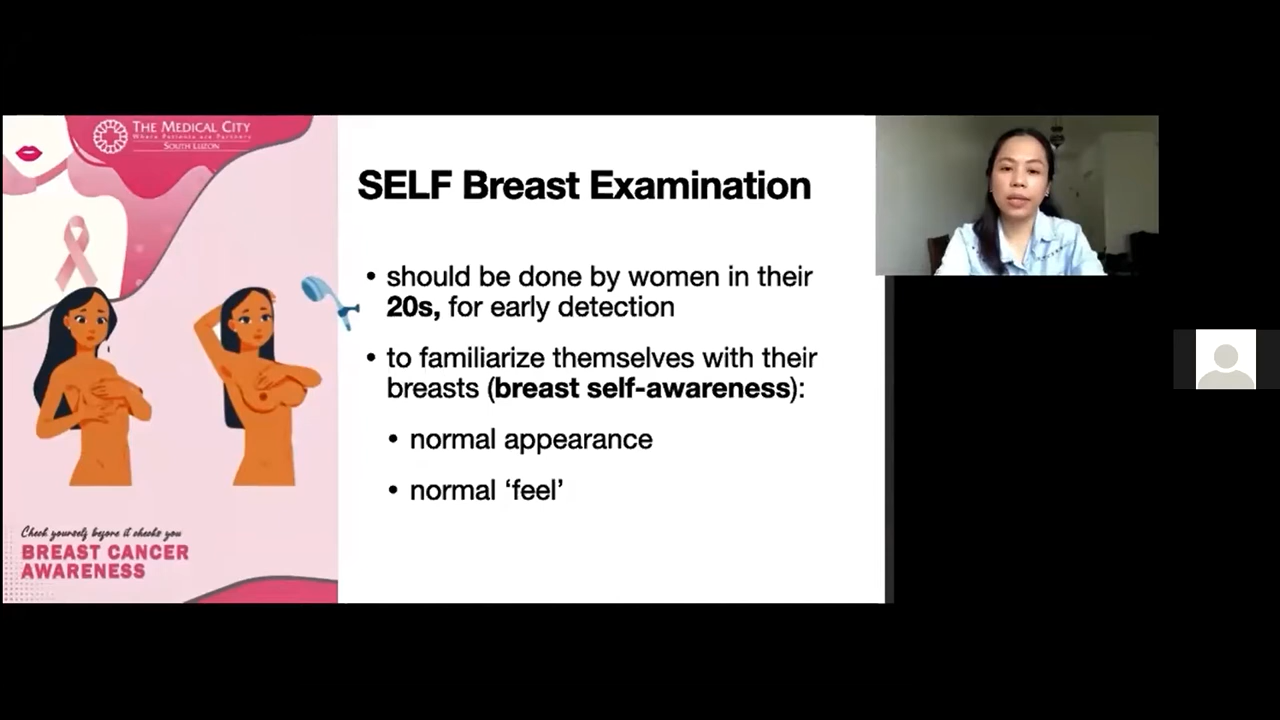 THE MEDICAL CITY
Where Patients are Partners
SOUTH LUZON
SELF Breast Examination
• should be done by women in their
20s, for early detection
• to familiarize themselves with their
breasts (breast self-awareness):
• normal appearance
• normal ‘feel’
Check yourself before it checks you
BREAST CANCER
AWARENESS